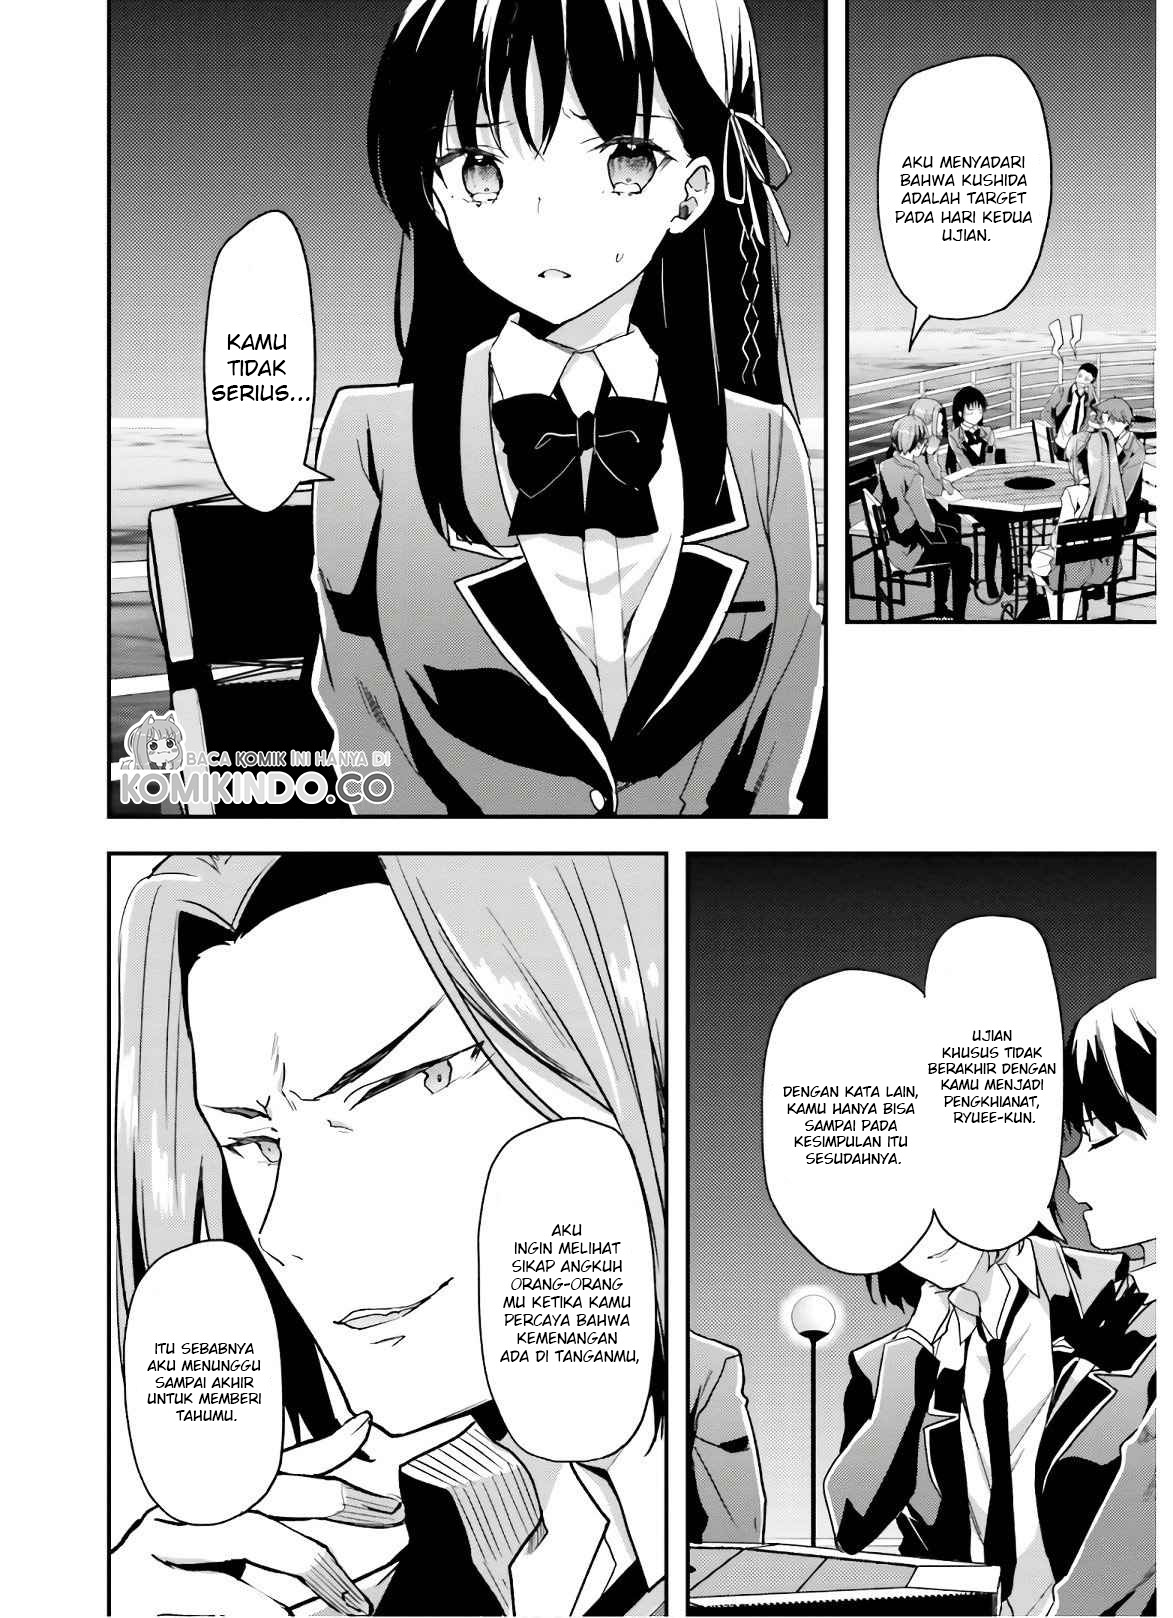 AKU MENYADARI
BAHWA KUSHIDA
ADALAH TARGET
PADA HARI KEDUA
UJIAN.
KAMU
TIDAK
SERIUS...
BACA KOMIK INI HANYA DI
KOMIKINDO.CO
UJIAN
KHUSUS TIDAK
BERAKHIR DENGAN
KAMU MENJADI
PENGKHIANAT,
RYUEE-KUN.
DENGAN KATA LAIN,
KAMU HANYA BISA
SAMPAI PADA
KESIMPULAN ITU
SESUDAHNYA.
AKU
INGIN MELIHAT
SIKAP ANGKUH
ORANG-ORANG
MU KETIKA KAMU
PERCAYA BAHWA
KEMENANGAN
ADA DI TANGANMU,
ITU SEBABNYA
AKU MENUNGGU
SAMPAI AKHIR
UNTUK MEMBERI
TAHUMU.